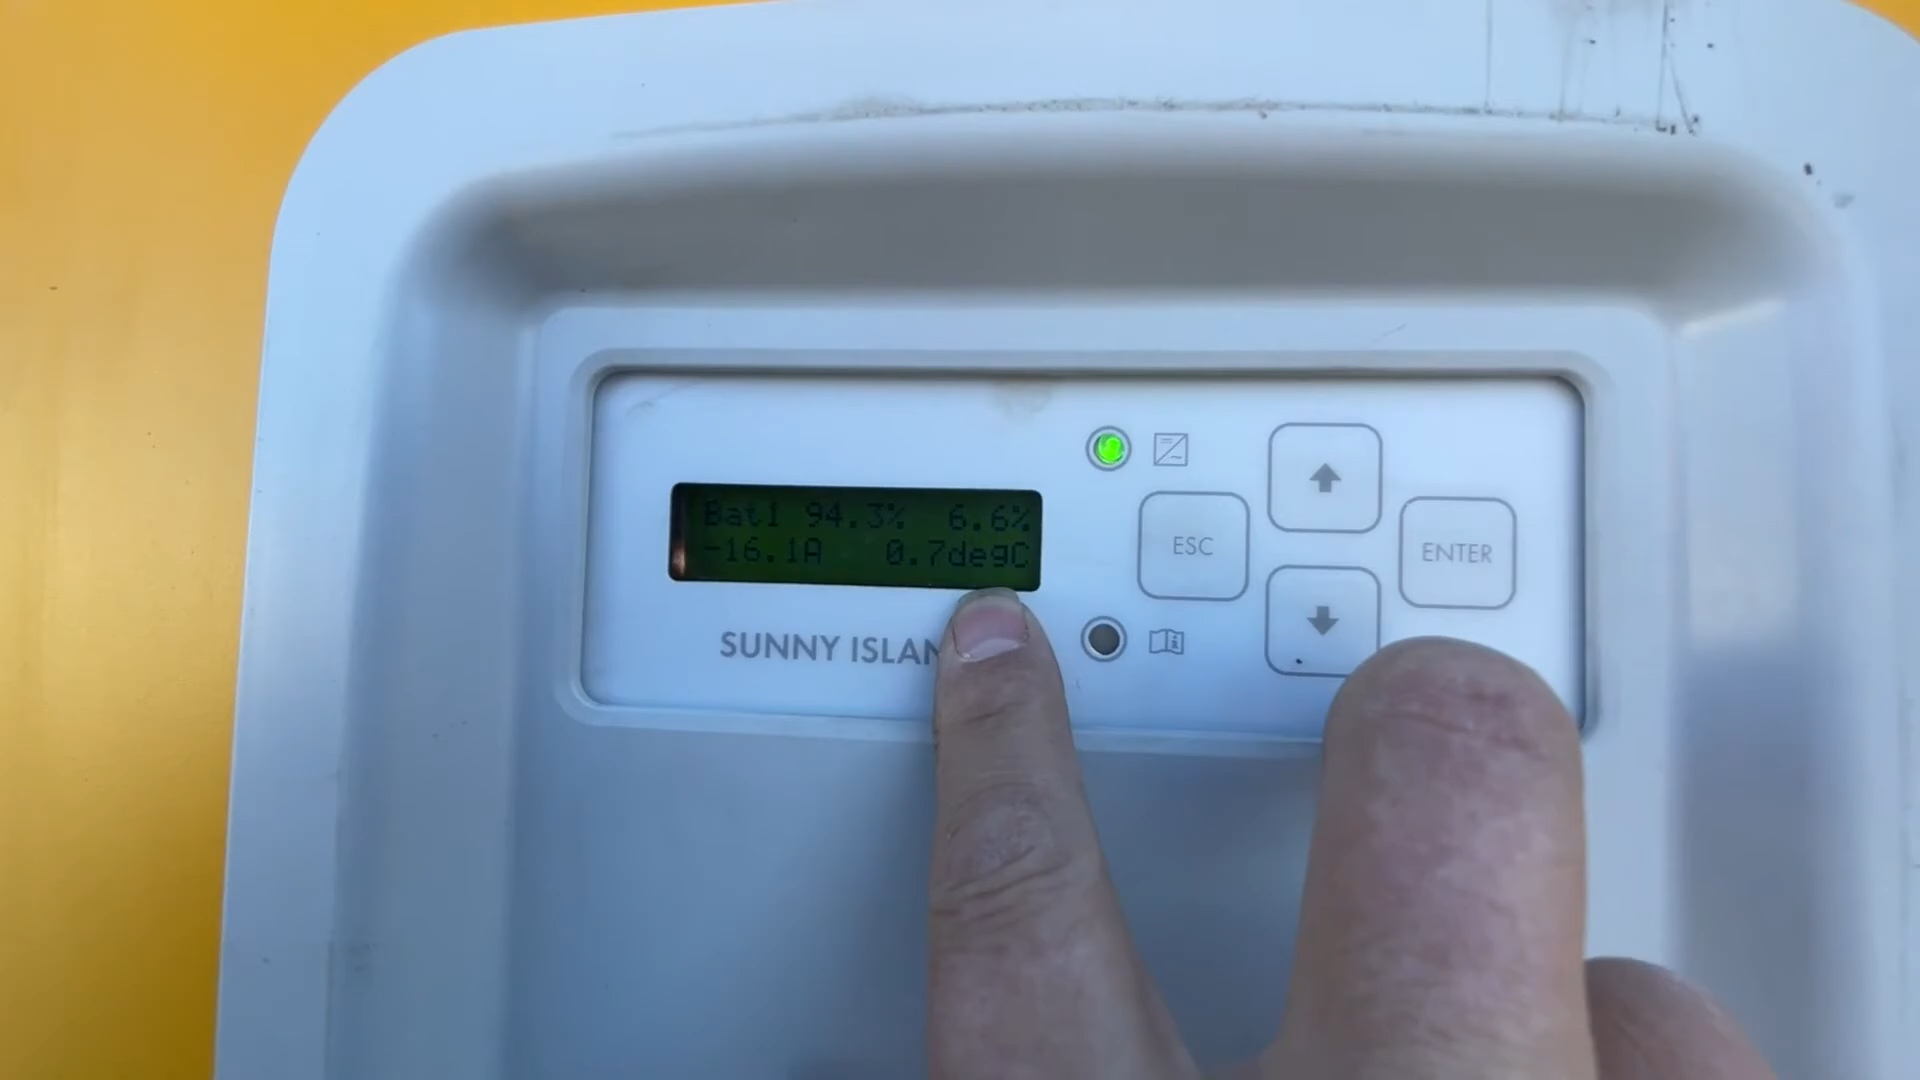 Bat1 94.3% 6.6%
-16.1A 0.7degC
SUNNY ISLAN
ESC
ENTER